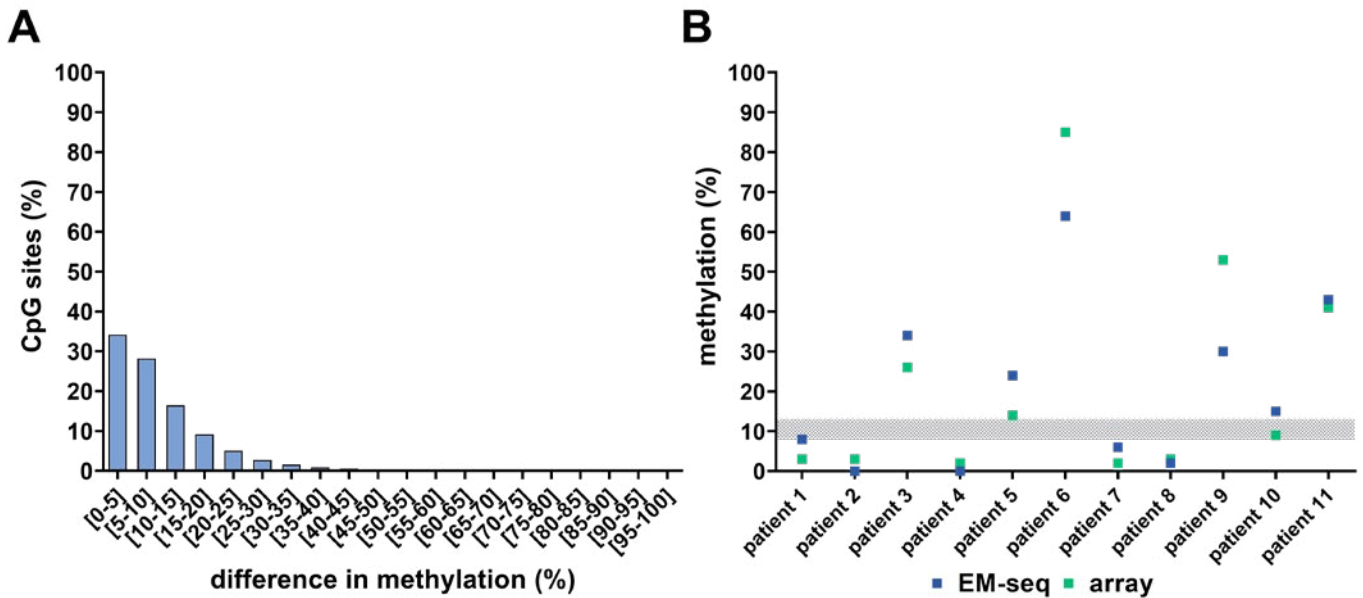 A
CpG sites (%)
100
90
80
70
60
50
40
30
20
10
0
[0-5]
[5-10]
[10-15]
[15-20]
[20-25]
[25-30]
[30-35]
[35-40]
[40-45]
[45-50]
[50-55]
[55-60]
[60-65]
[65-70]
[70-75]
[75-80]
[80-85]
[85-90]
[90-95]
[95-100]
difference in methylation (%)
B
methylation (%)
100
90
80
70
60
50
40
30
20
10
0
patient 1
patient 2
patient 3
patient 4
patient 5
patient 6
patient 7
patient 8
patient 9
patient 10
patient 11
EM-seq array